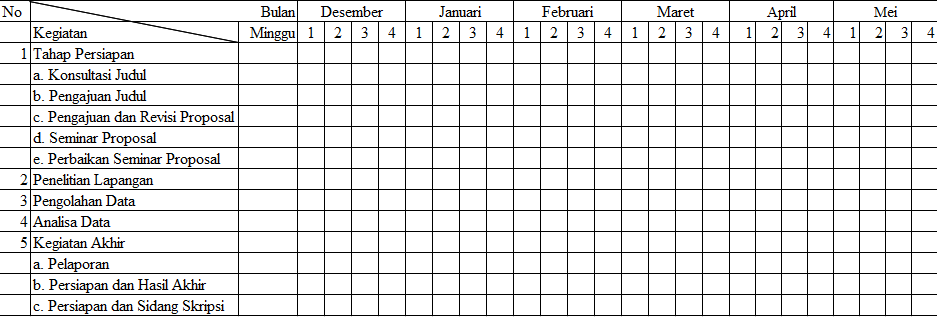 No Bulan Desember Januari Februari Maret April Mei
Kegiatan Minggu 1 2 3 4 1 2 3 4 1 2 3 4 1 2 3 4 1 2 3 4 1 2 3 4
1 Tahap Persiapan
a. Konsultasi Judul
b. Pengajuan Judul
c. Pengajuan dan Revisi Proposal
d. Seminar Proposal
e. Perbaikan Seminar Proposal
2 Penelitian Lapangan
3 Pengolahan Data
4 Analisa Data
5 Kegiatan Akhir
a. Pelaporan
b. Persiapan dan Hasil Akhir
c. Persiapan dan Sidang Skripsi